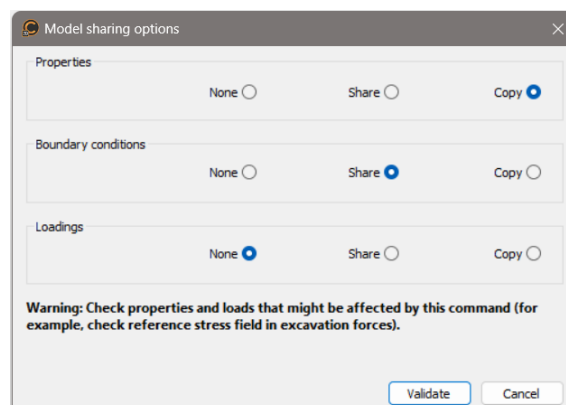 Model sharing options
Properties
None Share Copy
Boundary conditions
None Share Copy
Loadings
None Share Copy
Warning: Check properties and loads that might be affected by this command (for
example, check reference stress field in excavation forces).
Validate Cancel